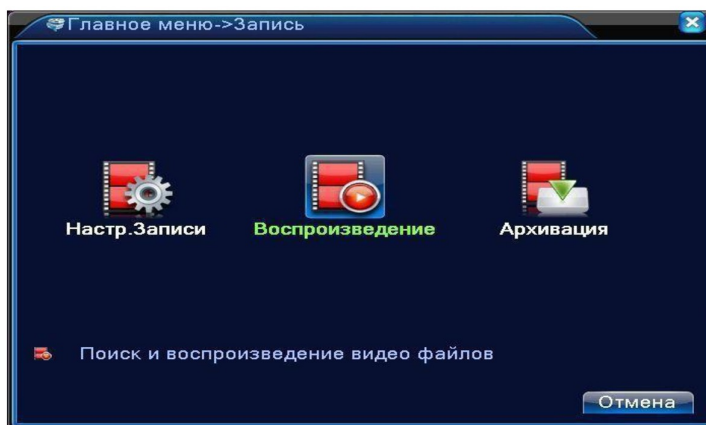 Главное меню->Запись
Настр.Записи Воспроизведение Архивация
Поиск и воспроизведение видео файлов
Отмена